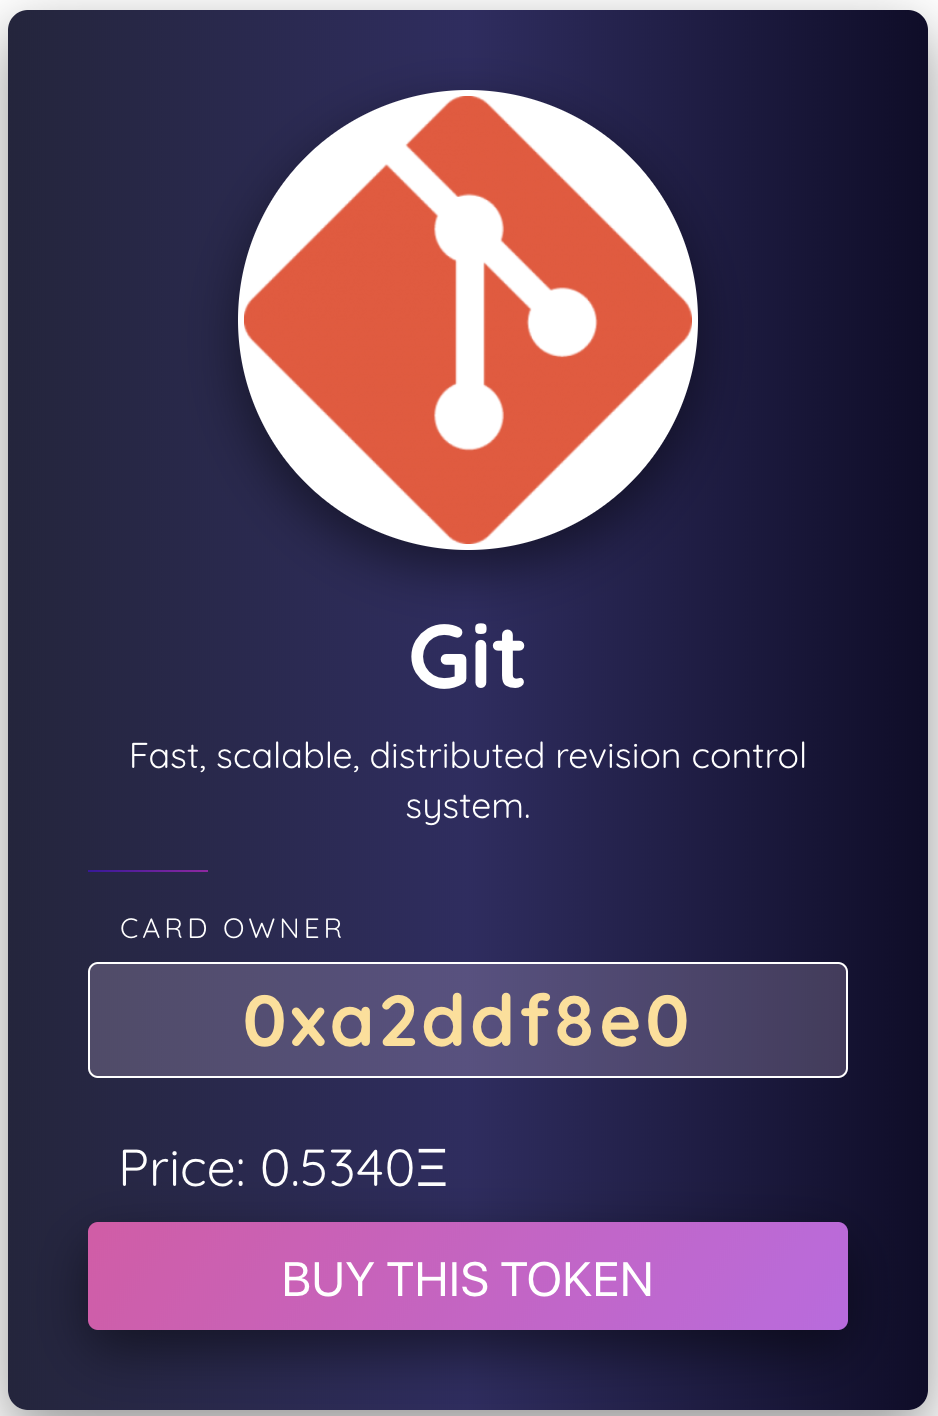 Git
Fast, scalable, distributed revision control
system.
CARD OWNER
0xa2ddf8e0
Price: 0.5340Ξ
BUY THIS TOKEN